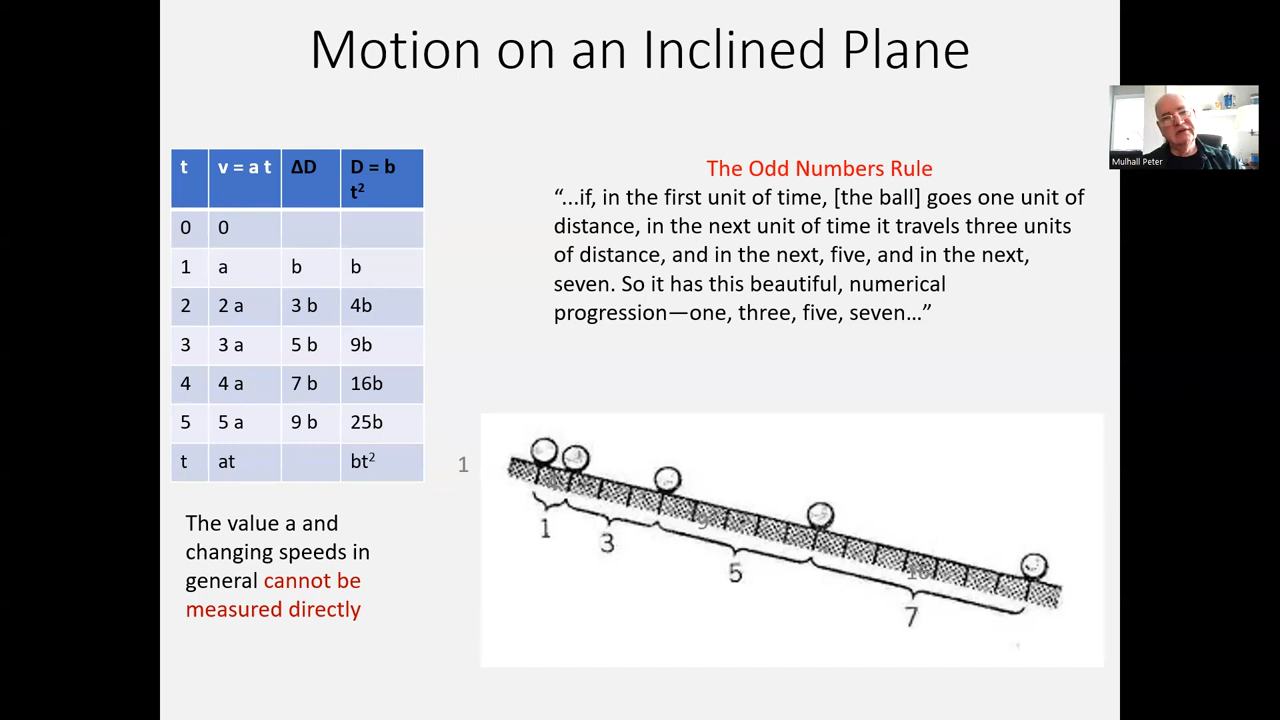 Motion on an Inclined Plane
Mulhall Peter
t v = a t ΔD D = b
t²
0 0
1 a b b
2 2 a 3 b 4b
3 3 a 5 b 9b
4 4 a 7 b 16b
5 5 a 9 b 25b
t at bt²
The value a and
changing speeds in
general cannot be
measured directly
The Odd Numbers Rule
“...if, in the first unit of time, [the ball] goes one unit of
distance, in the next unit of time it travels three units
of distance, and in the next, five, and in the next,
seven. So it has this beautiful, numerical
progression—one, three, five, seven…”
1
1
3
5
7